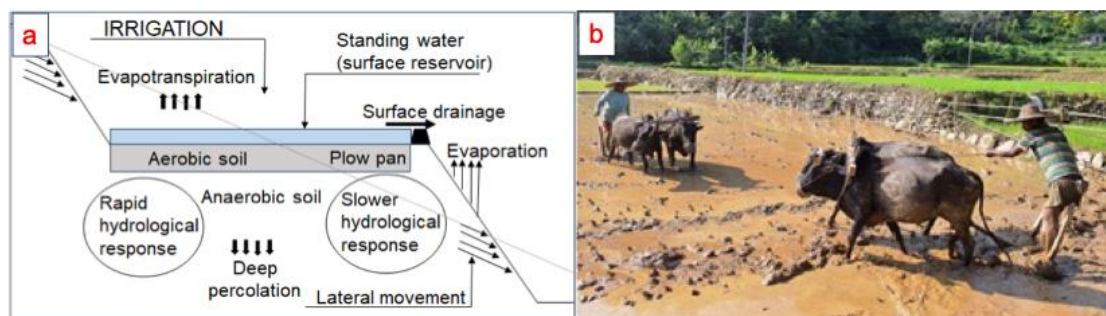 a
IRRIGATION
Standing water
(surface reservoir)
Evapotranspiration
Surface drainage
Evaporation
Aerobic soil
Plow pan
Rapid
hydrological
response
Anaerobic soil
Slower
hydrological
response
Deep
percolation
Lateral movement
b